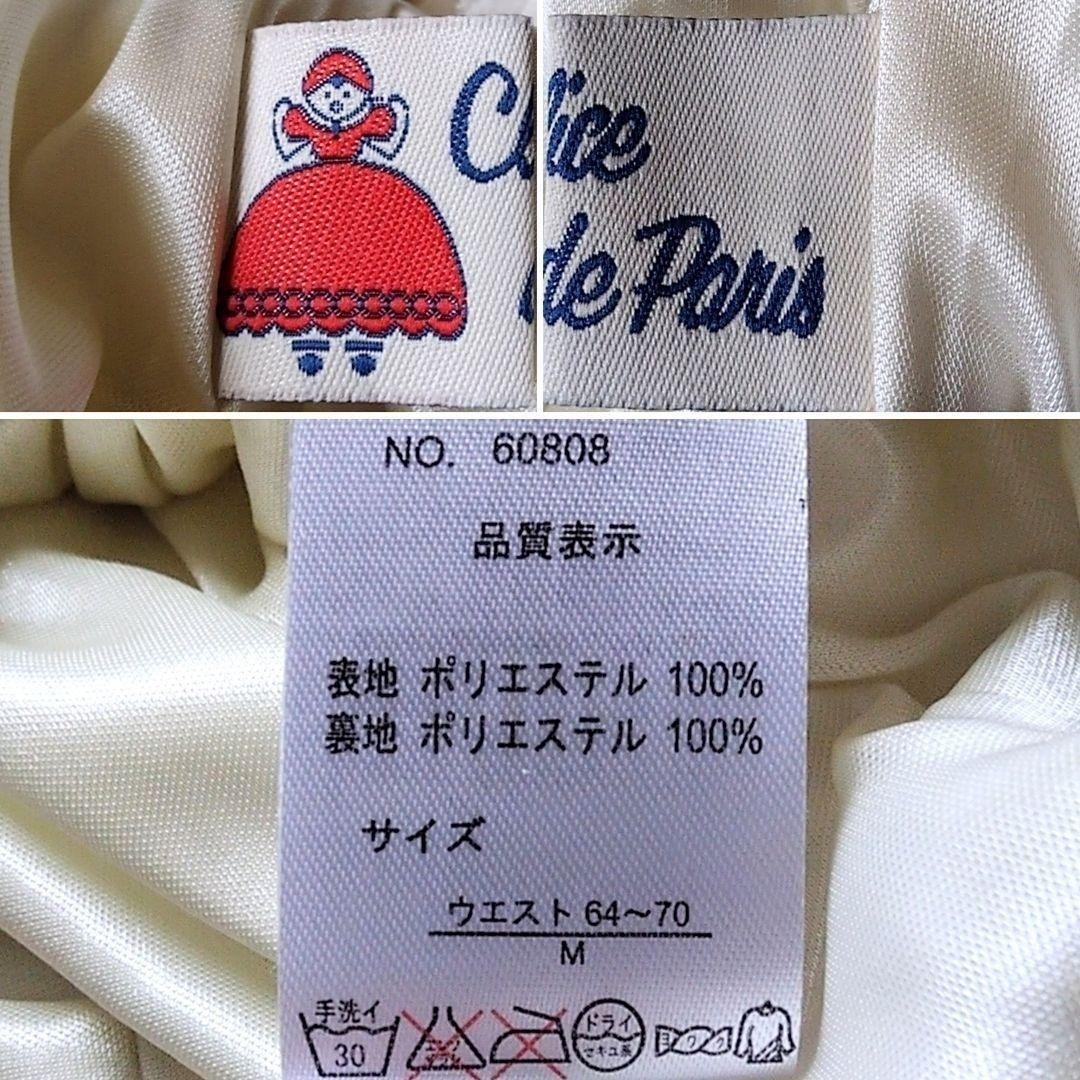 Clice
de Paris
NO. 60808
品質表示
表地 ポリエステル 100%
裏地 ポリエステル 100%
サイズ
ウエスト 64～70
M
手洗イ
30
ドライ
セキユ系